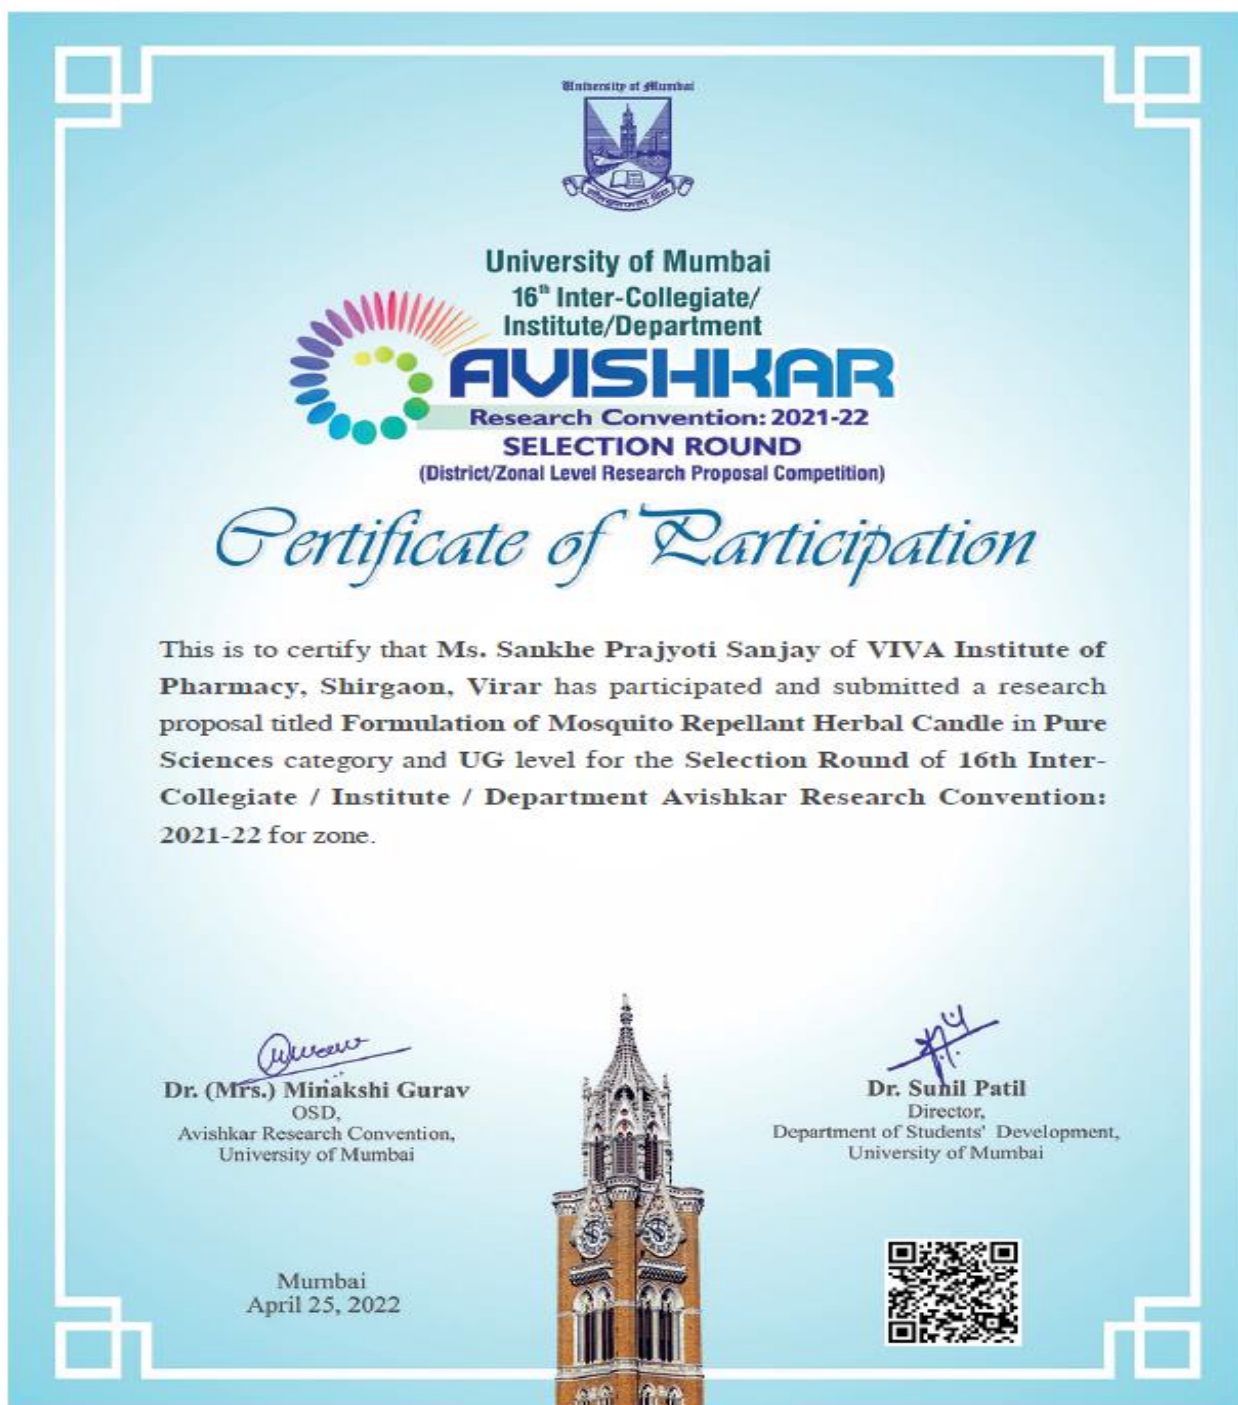 University of Mumbai
University of Mumbai
16th Inter-Collegiate/
Institute/Department
AVISHKAR
Research Convention: 2021-22
SELECTION ROUND
(District/Zonal Level Research Proposal Competition)
Certificate of Participation
This is to certify that Ms. Sankhe Prajyoti Sanjay of VIVA Institute of
Pharmacy, Shirgaon, Virar has participated and submitted a research
proposal titled Formulation of Mosquito Repellant Herbal Candle in Pure
Sciences category and UG level for the Selection Round of 16th Inter-
Collegiate / Institute / Department Avishkar Research Convention:
2021-22 for zone.
Dr. (Mrs.) Minakshi Gurav
OSD,
Avishkar Research Convention,
University of Mumbai
Dr. Sunil Patil
Director,
Department of Students' Development,
University of Mumbai
Mumbai
April 25, 2022